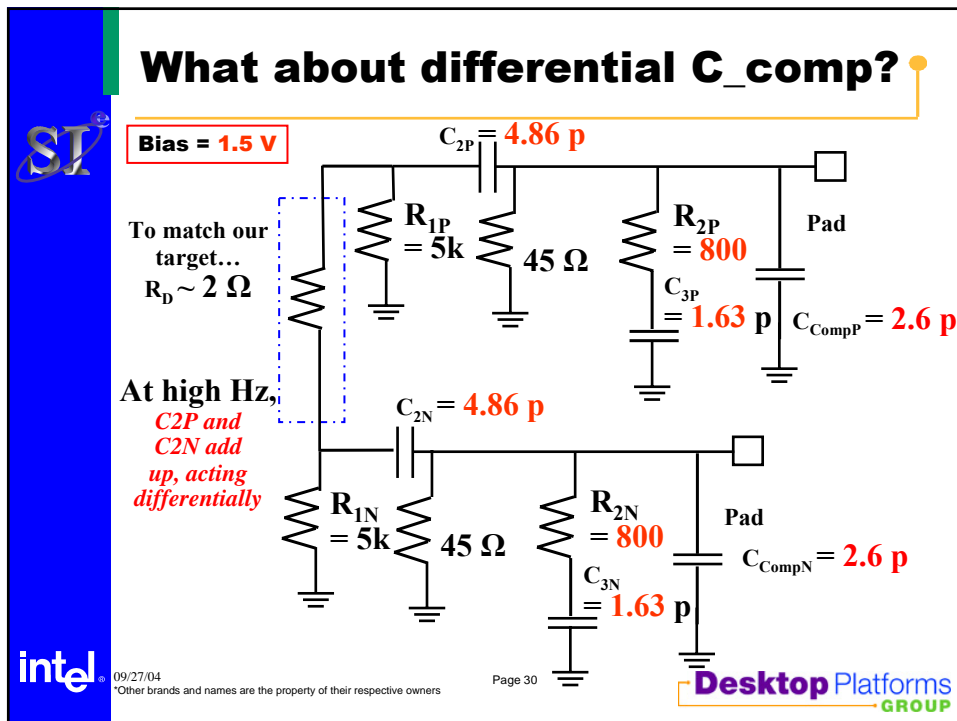 What about differential C_comp?
SI
e
Bias = 1.5 V
C2P = 4.86 p
To match our
target…
RD ~ 2 Ω
R1P
= 5k
45 Ω
R2P
= 800
C3P
= 1.63 p
Pad
CCompP = 2.6 p
At high Hz,
C2P and
C2N add
up, acting
differentially
C2N = 4.86 p
R1N
= 5k
45 Ω
R2N
= 800
C3N
= 1.63 p
Pad
CCompN = 2.6 p
intel®
09/27/04
*Other brands and names are the property of their respective owners
Page 30
Desktop Platforms
GROUP